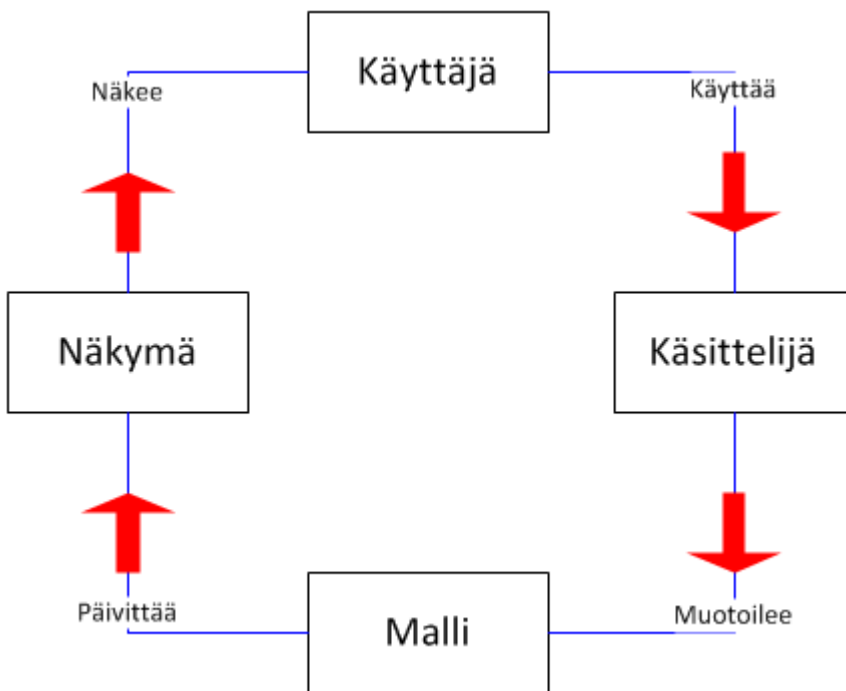 Käyttäjä
Näkee
Käyttää
Näkymä
Käsittelijä
Päivittää
Muotoilee
Malli